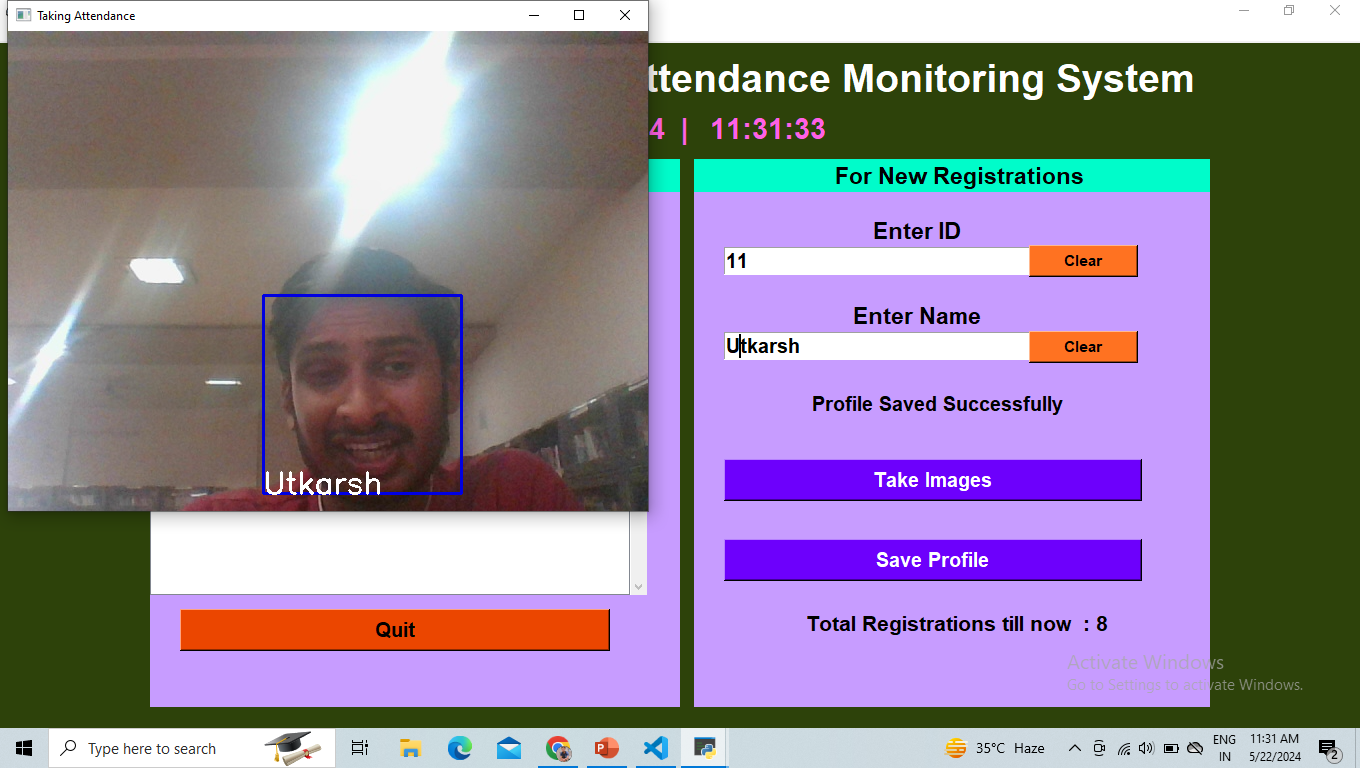 Taking Attendance
ttendance Monitoring System
4 | 11:31:33
For New Registrations
Enter ID
11
Clear
Enter Name
Utkarsh
Clear
Profile Saved Successfully
Take Images
Save Profile
Total Registrations till now : 8
Utkarsh
Quit
Activate Windows
Go to Settings to activate Windows.
Type here to search
35°C Haze
ENG
IN
11:31 AM
5/22/2024
2